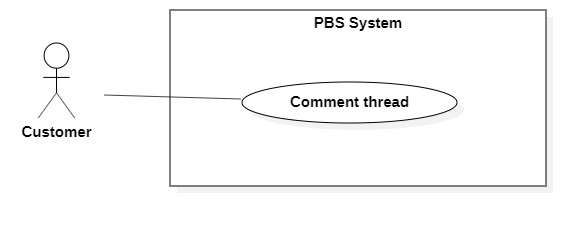 PBS System
Comment thread
Customer